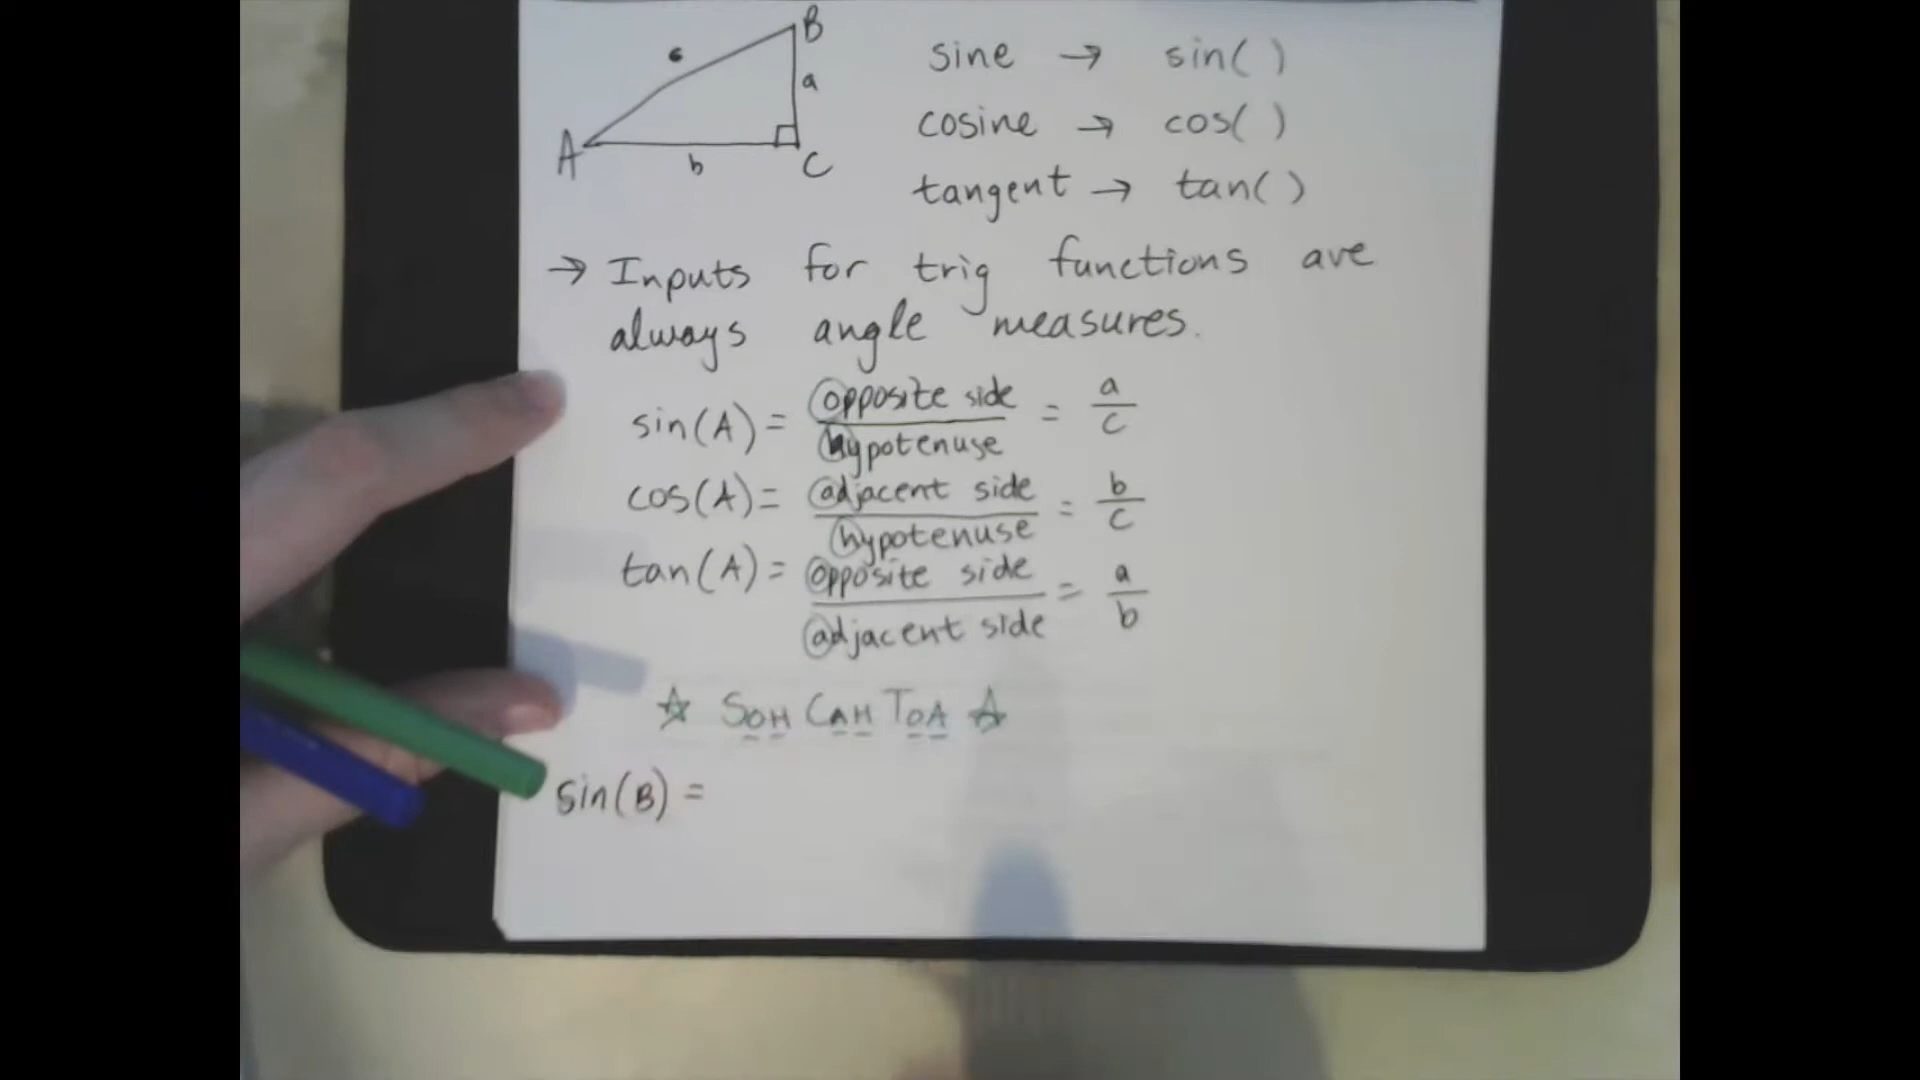 B
c
a
A
b
C
sine → sin( )
cosine → cos( )
tangent → tan( )
→ Inputs for trig functions are
always angle measures.
sin(A) = opposite side / hypotenuse = a/c
cos(A) = adjacent side / hypotenuse = b/c
tan(A) = opposite side / adjacent side = a/b
☆ SOH CAH TOA ☆
sin(B) =